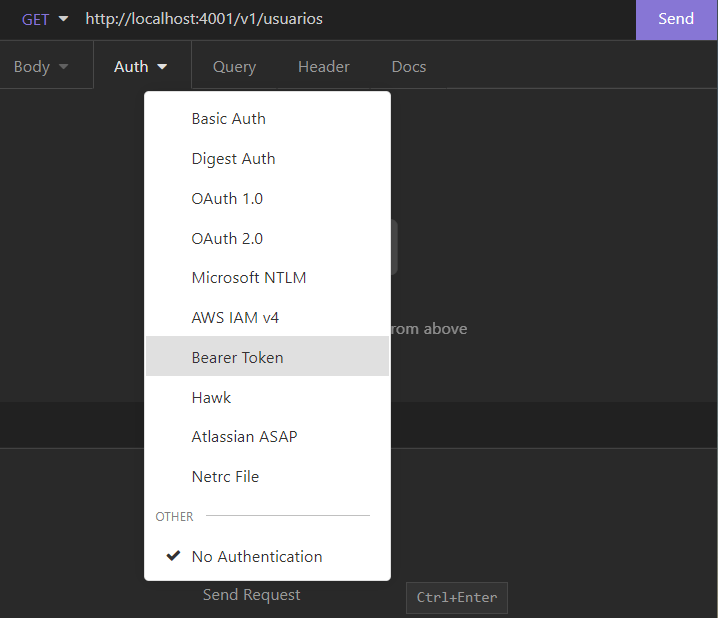 GET http://localhost:4001/v1/usuarios Send
Body Auth Query Header Docs
Basic Auth
Digest Auth
OAuth 1.0
OAuth 2.0
Microsoft NTLM
AWS IAM v4
rom above
Bearer Token
Hawk
Atlassian ASAP
Netrc File
OTHER
No Authentication
Send Request Ctrl+Enter